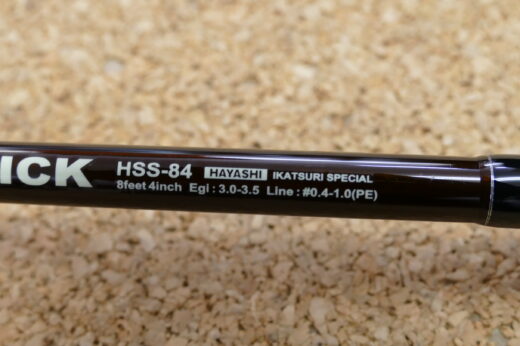 ICK HSS-84 HAYASHI IKATSURI SPECIAL
8feet 4inch Egi : 3.0-3.5 Line : #0.4-1.0(PE)